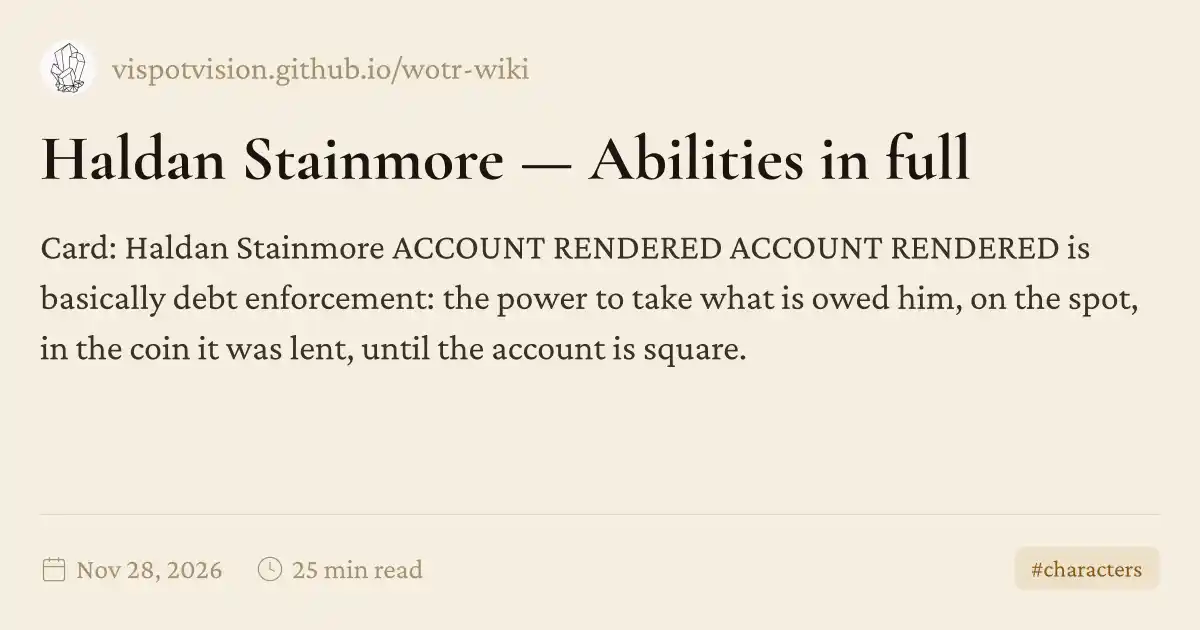 vispotvision.github.io/wotr-wiki
Haldan Stainmore — Abilities in full
Card: Haldan Stainmore ACCOUNT RENDERED ACCOUNT RENDERED is
basically debt enforcement: the power to take what is owed him, on the spot,
in the coin it was lent, until the account is square.
Nov 28, 2026
25 min read
#characters